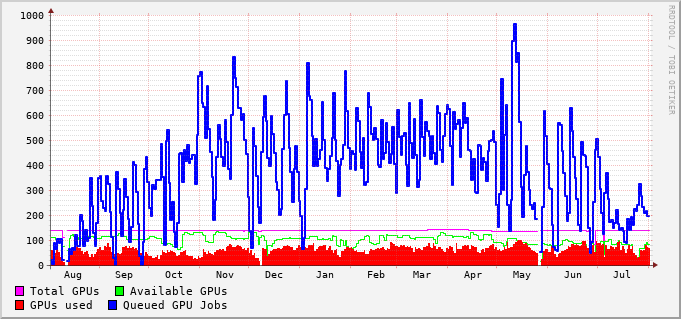 1000
900
800
700
600
500
400
300
200
100
0
Aug Sep Oct Nov Dec Jan Feb Mar Apr May Jun Jul
Total GPUs Available GPUs
GPUs used Queued GPU Jobs
RRDTOOL / TOBI OETIKER